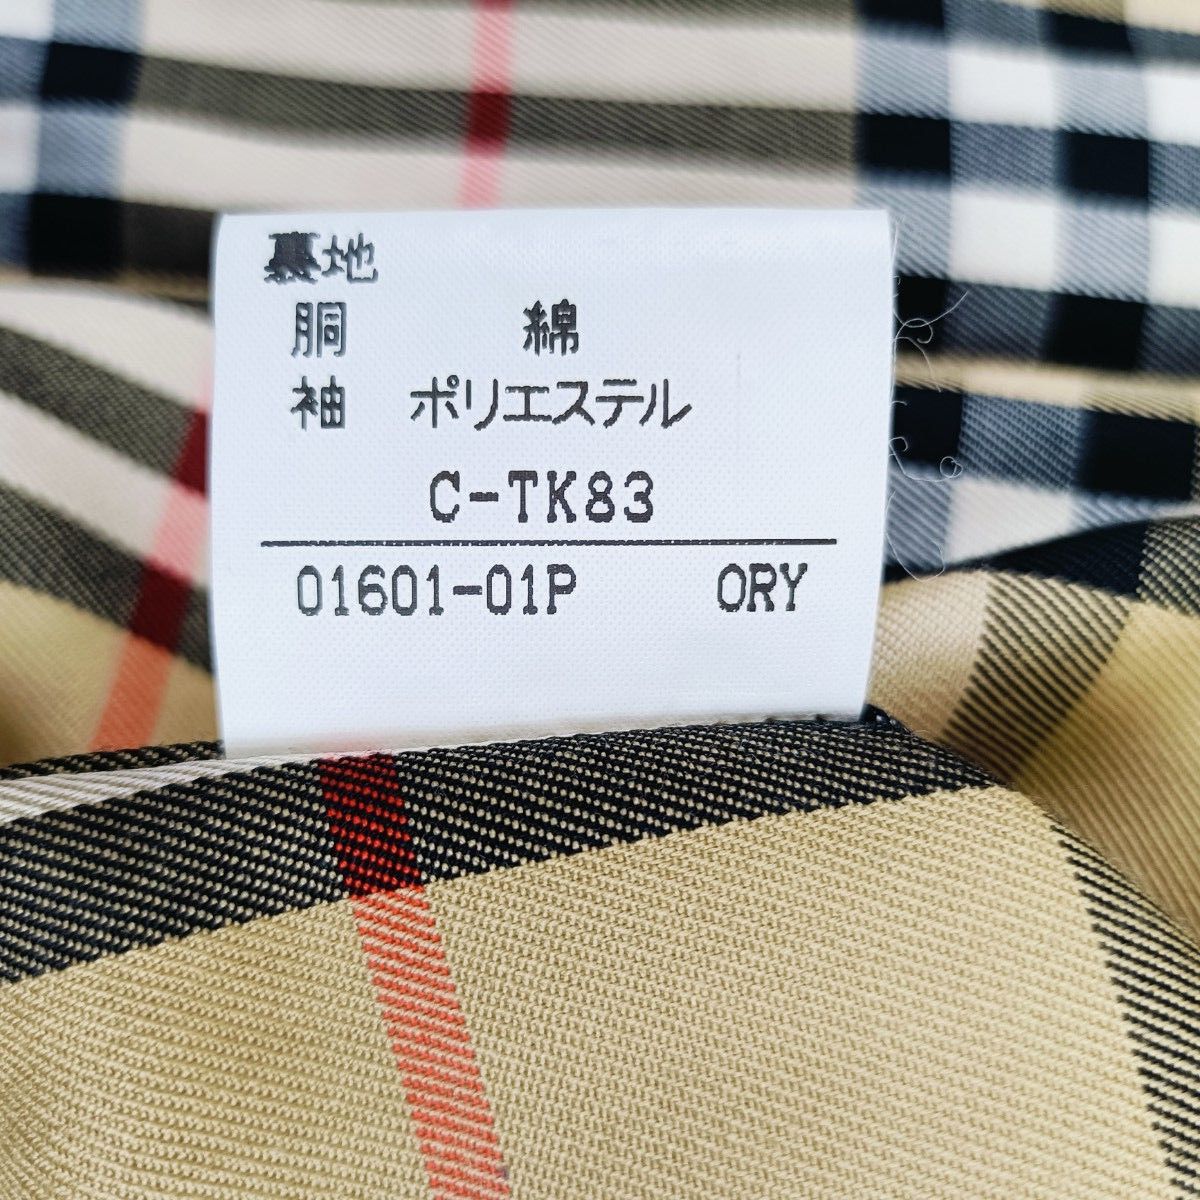 裏地
胴 綿
袖 ポリエステル
C-TK83
01601-01P ORY